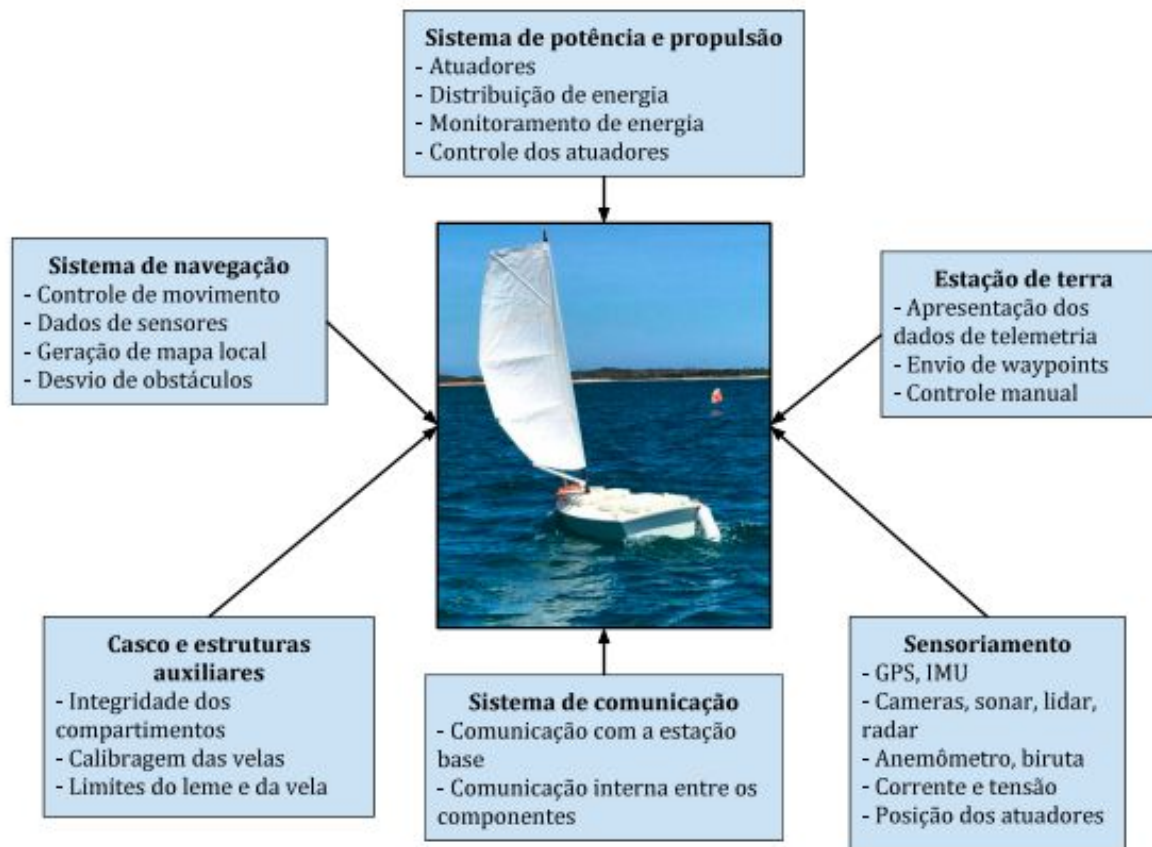 Sistema de potência e propulsão
- Atuadores
- Distribuição de energia
- Monitoramento de energia
- Controle dos atuadores
Sistema de navegação
- Controle de movimento
- Dados de sensores
- Geração de mapa local
- Desvio de obstáculos
Estação de terra
- Apresentação dos
dados de telemetria
- Envio de waypoints
- Controle manual
Casco e estruturas
auxiliares
- Integridade dos
compartimentos
- Calibragem das velas
- Limites do leme e da vela
Sistema de comunicação
- Comunicação com a estação
base
- Comunicação interna entre os
componentes
Sensoriamento
- GPS, IMU
- Cameras, sonar, lidar,
radar
- Anemômetro, biruta
- Corrente e tensão
- Posição dos atuadores